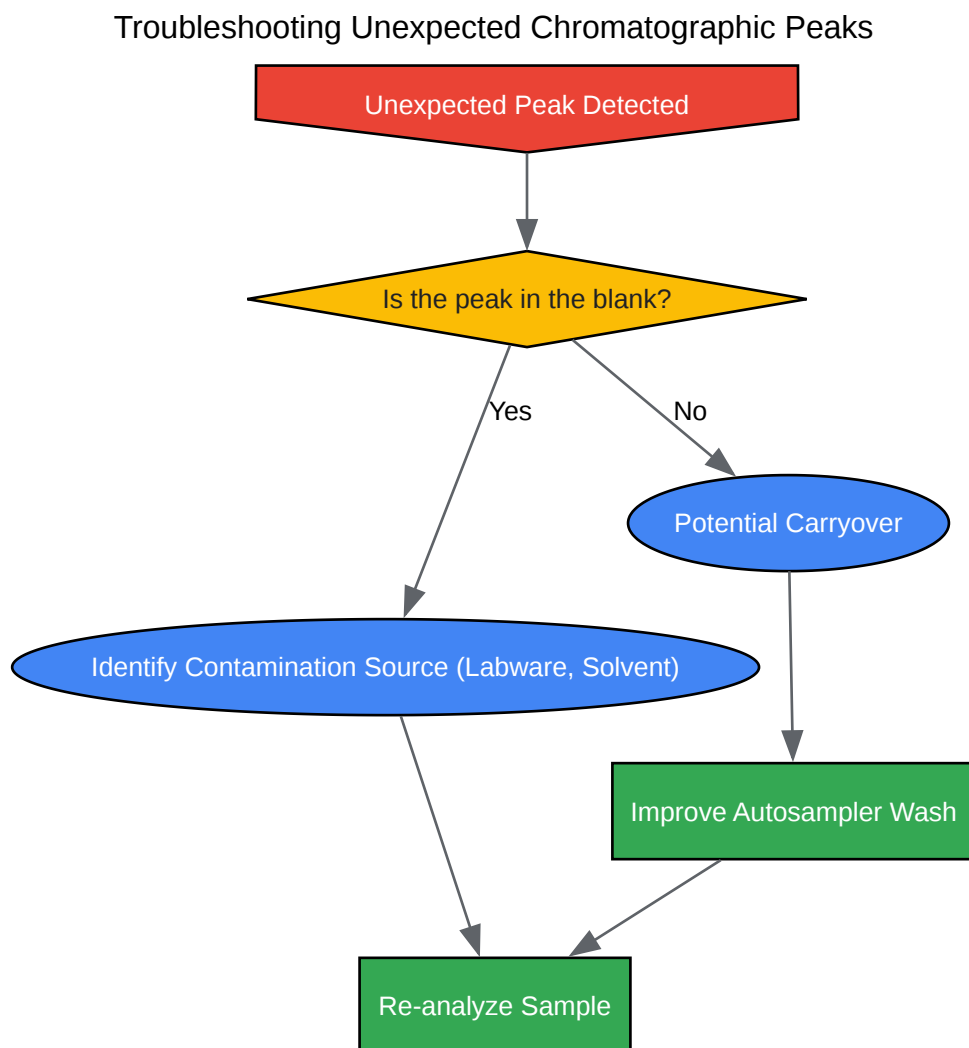 Troubleshooting Unexpected Chromatographic Peaks
Unexpected Peak Detected
Is the peak in the blank?
Yes
No
Potential Carryover
Identify Contamination Source (Labware, Solvent)
Improve Autosampler Wash
Re-analyze Sample